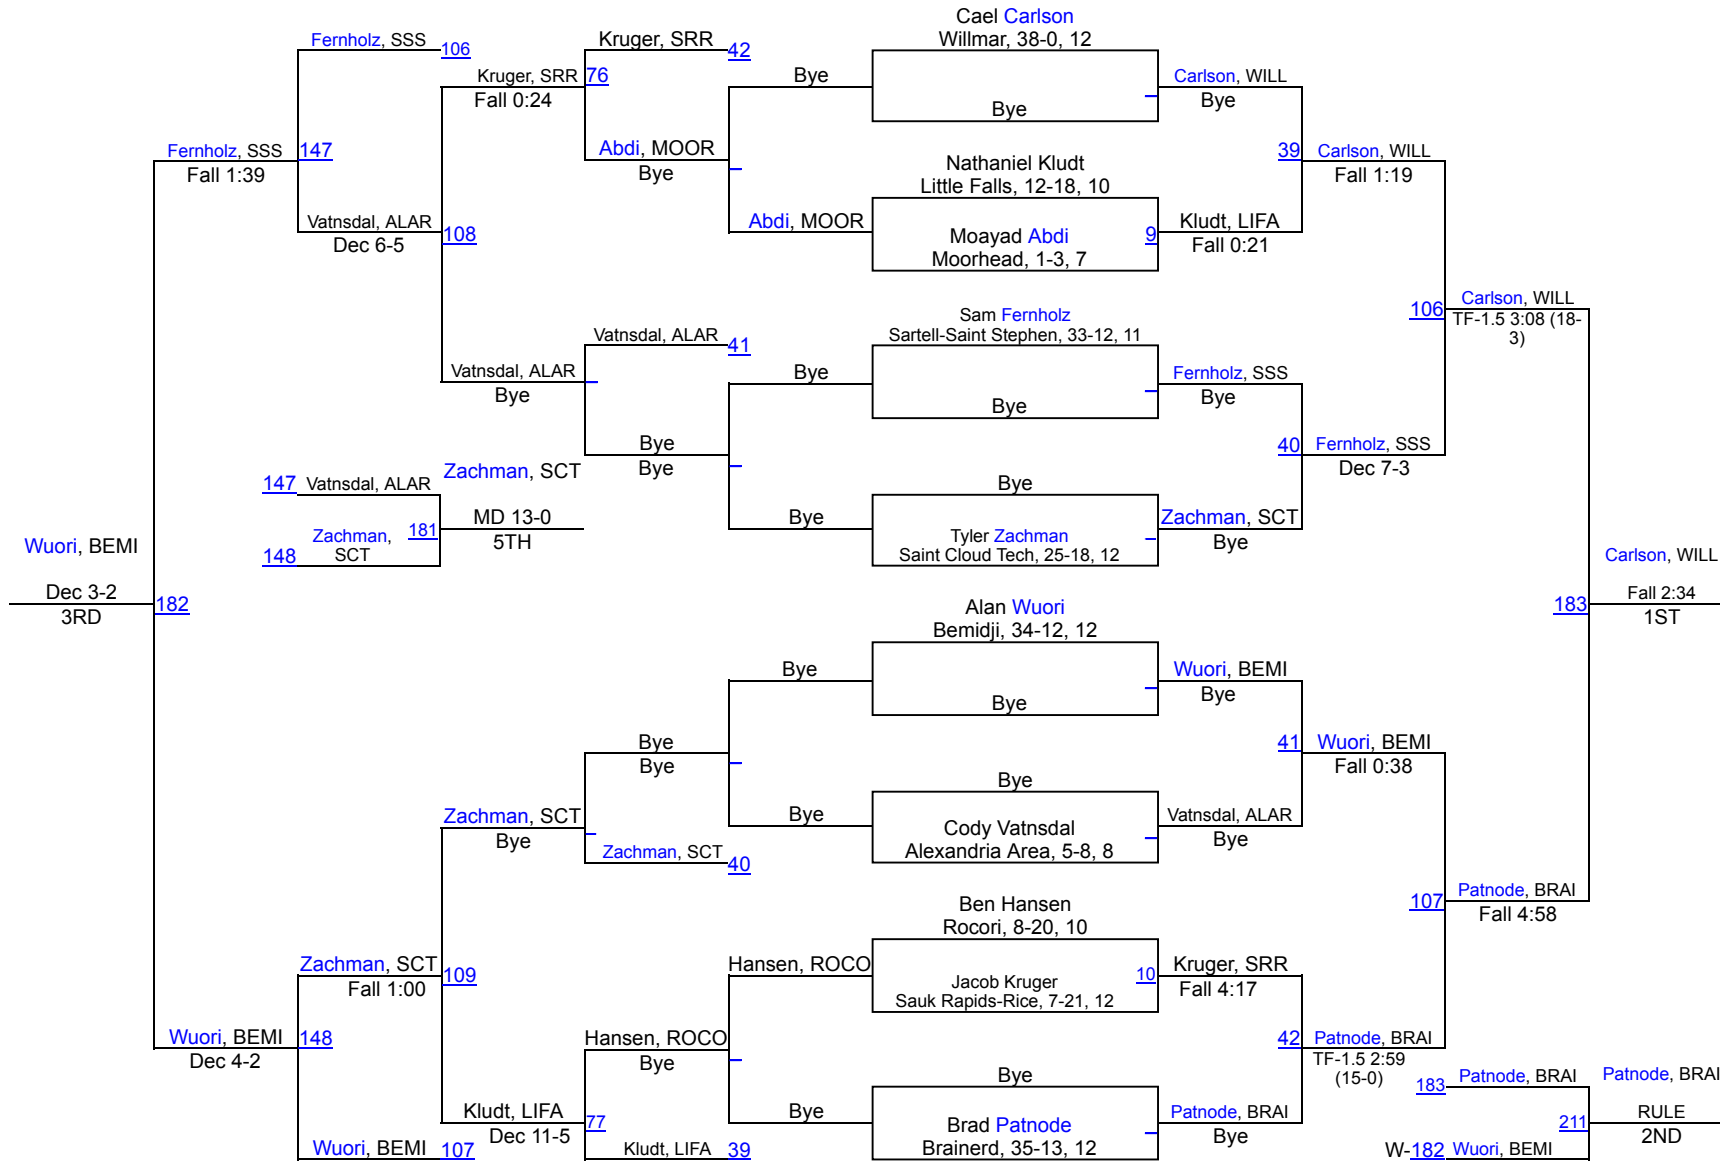 Cael Carlson
Willmar, 38-0, 12
Fernholz, SSS
106
Kruger, SRR
42
Kruger, SRR
76
Fall 0:24
Bye
Carlson, WILL
Bye
Bye
Abdi, MOOR
Bye
Fernholz, SSS
147
Fall 1:39
39
Carlson, WILL
Fall 1:19
Nathaniel Kludt
Little Falls, 12-18, 10
Vatnsdal, ALAR
108
Dec 6-5
Abdi, MOOR
Moayad Abdi
9
Moorhead, 1-3, 7
Kludt, LIFA
Fall 0:21
106
Carlson, WILL
TF-1.5 3:08 (18-
3)
Sam Fernholz
Sartell-Saint Stephen, 33-12, 11
Vatnsdal, ALAR
41
Vatnsdal, ALAR
Bye
Bye
Fernholz, SSS
Bye
Bye
Bye
Bye
40
Fernholz, SSS
Dec 7-3
Zachman, SCT
147
Vatnsdal, ALAR
Bye
MD 13-0
5TH
Zachman,
SCT
181
148
Bye
Tyler Zachman
Saint Cloud Tech, 25-18, 12
Zachman, SCT
Bye
Wuori, BEMI
Dec 3-2
3RD
182
Carlson, WILL
183
Fall 2:34
1ST
Alan Wuori
Bemidji, 34-12, 12
Bye
Wuori, BEMI
Bye
Bye
Bye
Bye
41
Wuori, BEMI
Fall 0:38
Bye
Zachman, SCT
Bye
Bye
Cody Vatnsdal
Alexandria Area, 5-8, 8
Vatnsdal, ALAR
Bye
Zachman, SCT
40
107
Patnode, BRAI
Fall 4:58
Ben Hansen
Rocori, 8-20, 10
Zachman, SCT
109
Fall 1:00
Hansen, ROCO
Jacob Kruger
10
Sauk Rapids-Rice, 7-21, 12
Kruger, SRR
Fall 4:17
Wuori, BEMI
148
Dec 4-2
Hansen, ROCO
Bye
42
Patnode, BRAI
TF-1.5 2:59
(15-0)
Bye
Kludt, LIFA
77
Dec 11-5
Bye
Brad Patnode
Brainerd, 35-13, 12
Patnode, BRAI
Bye
183
Patnode, BRAI
Patnode, BRAI
211
RULE
2ND
Wuori, BEMI
107
Kludt, LIFA
39
W-182
Wuori, BEMI